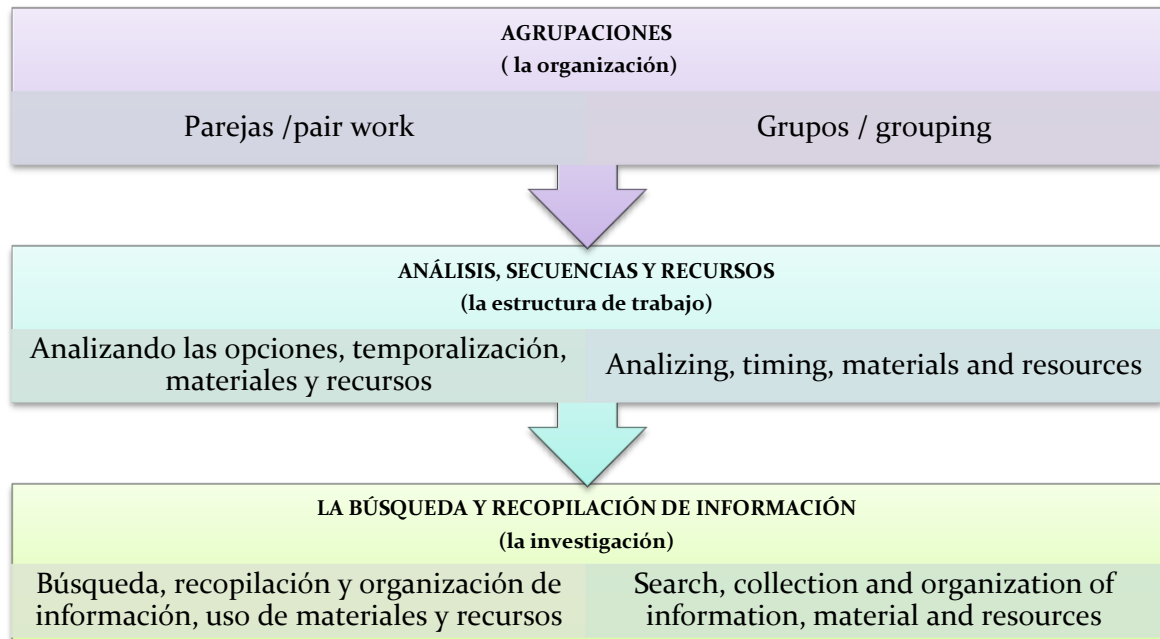 AGRUPACIONES
( la organización)
Parejas /pair work
Grupos / grouping
ANÁLISIS, SECUENCIAS Y RECURSOS
(la estructura de trabajo)
Analizando las opciones, temporalización,
materiales y recursos
Analizing, timing, materials and resources
LA BÚSQUEDA Y RECOPILACIÓN DE INFORMACIÓN
(la investigación)
Búsqueda, recopilación y organización de
información, uso de materiales y recursos
Search, collection and organization of
information, material and resources